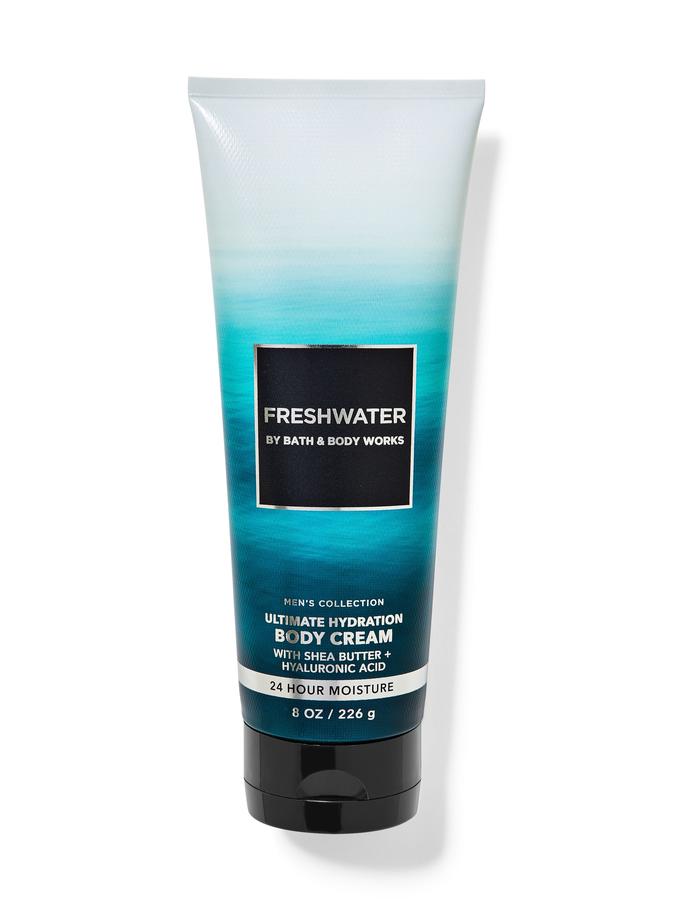 FRESHWATER
BY BATH & BODY WORKS
MEN'S COLLECTION
ULTIMATE HYDRATION
BODY CREAM
WITH SHEA BUTTER +
HYALURONIC ACID
24 HOUR MOISTURE
8 OZ / 226 g